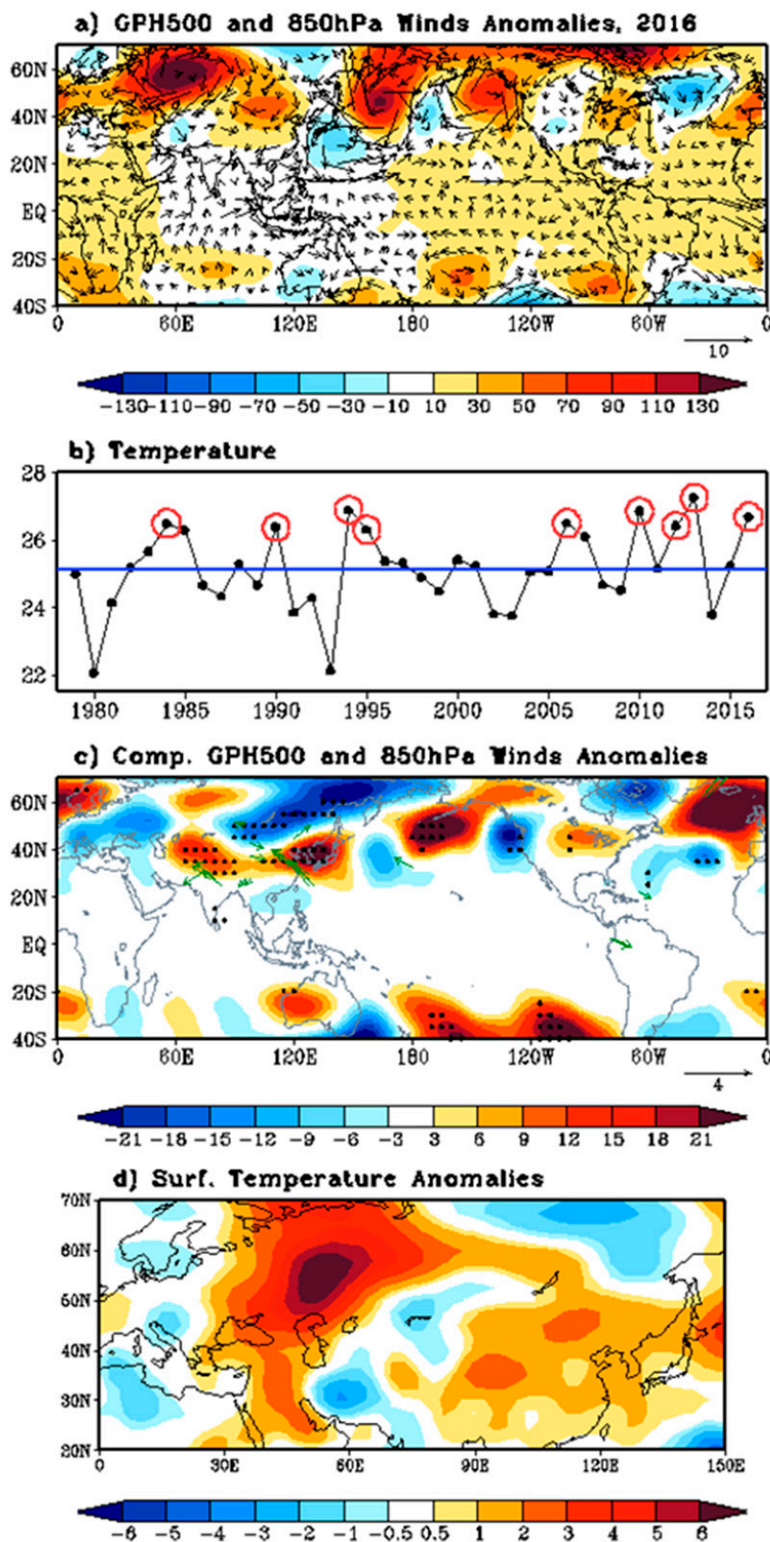 a) GPH500 and 850hPa Winds Anomalies, 2016
60N
40N
20N
EQ
20S
40S
0 60E 120E 180 120W 60W 0
10
-130 -110 -90 -70 -50 -30 -10 10 30 50 70 90 110 130
b) Temperature
28
26
24
22
1980 1985 1990 1995 2000 2005 2010 2015
c) Comp. GPH500 and 850hPa Winds Anomalies
60N
40N
20N
EQ
20S
40S
0 60E 120E 180 120W 60W 0
4
-21 -18 -15 -12 -9 -6 -3 3 6 9 12 15 18 21
d) Surf. Temperature Anomalies
70N
60N
50N
40N
30N
20N
0 30E 60E 90E 120E 150E
-6 -5 -4 -3 -2 -1 -0.5 0.5 1 2 3 4 5 6